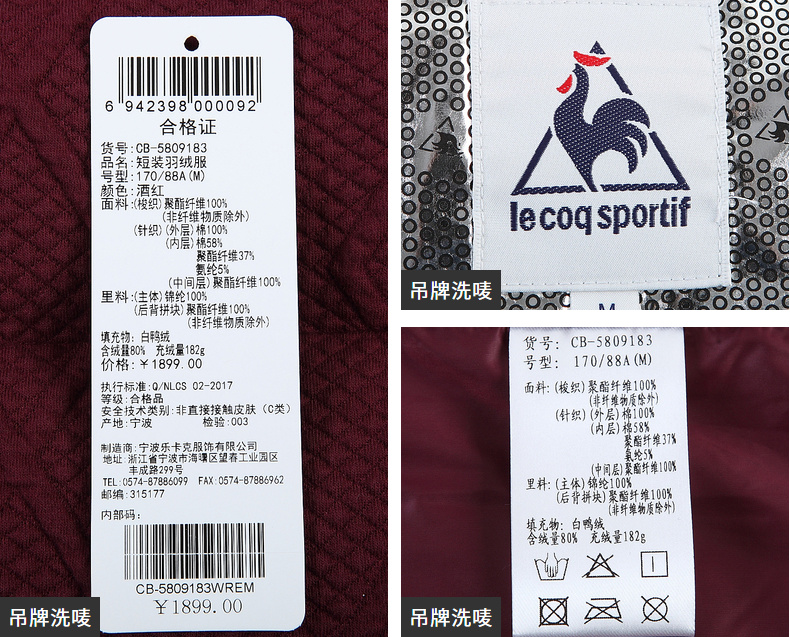 6 942398 000092
合格证
货号:CB-5809183
品名:短装羽绒服
号型:170/88A(M)
颜色:酒红
面料:(梭织)聚酯纤维100%
(非纤维物质除外)
(针织)(外层)棉100%
(内层)棉58%
聚酯纤维37%
氨纶5%
(中间层)聚酯纤维100%
里料:(主体)锦纶100%
(后背拼块)聚酯纤维100%
(非纤维物质除外)
填充物: 白鸭绒
含绒量80% 充绒量182g
价格:￥1899.00
执行标准:Q/NLCS 02-2017
等级:合格品
安全技术类别:非直接接触皮肤 (C类)
产地:宁波 检验:003
制造商:宁波乐卡克服饰有限公司
地址:浙江省宁波市海曙区望春工业园区
丰成路299号
TEL:0574-87886099 FAX:0574-87886962
邮编:315177
内部码:
CB-5809183WREM
￥1899.00
吊牌洗唛
le coq sportif
M
吊牌洗唛
货号: CB-5809183
号型: 170/88A(M)
面料:(梭织)聚酯纤维100%
(非纤维物质除外)
(针织)(外层)棉100%
(内层)棉58%
聚酯纤维37%
氨纶5%
(中间层)聚酯纤维100%
里料:(主体)锦纶100%
(后背拼块)聚酯纤维100%
(非纤维物质除外)
填充物: 白鸭绒
含绒量80% 充绒量182g
吊牌洗唛